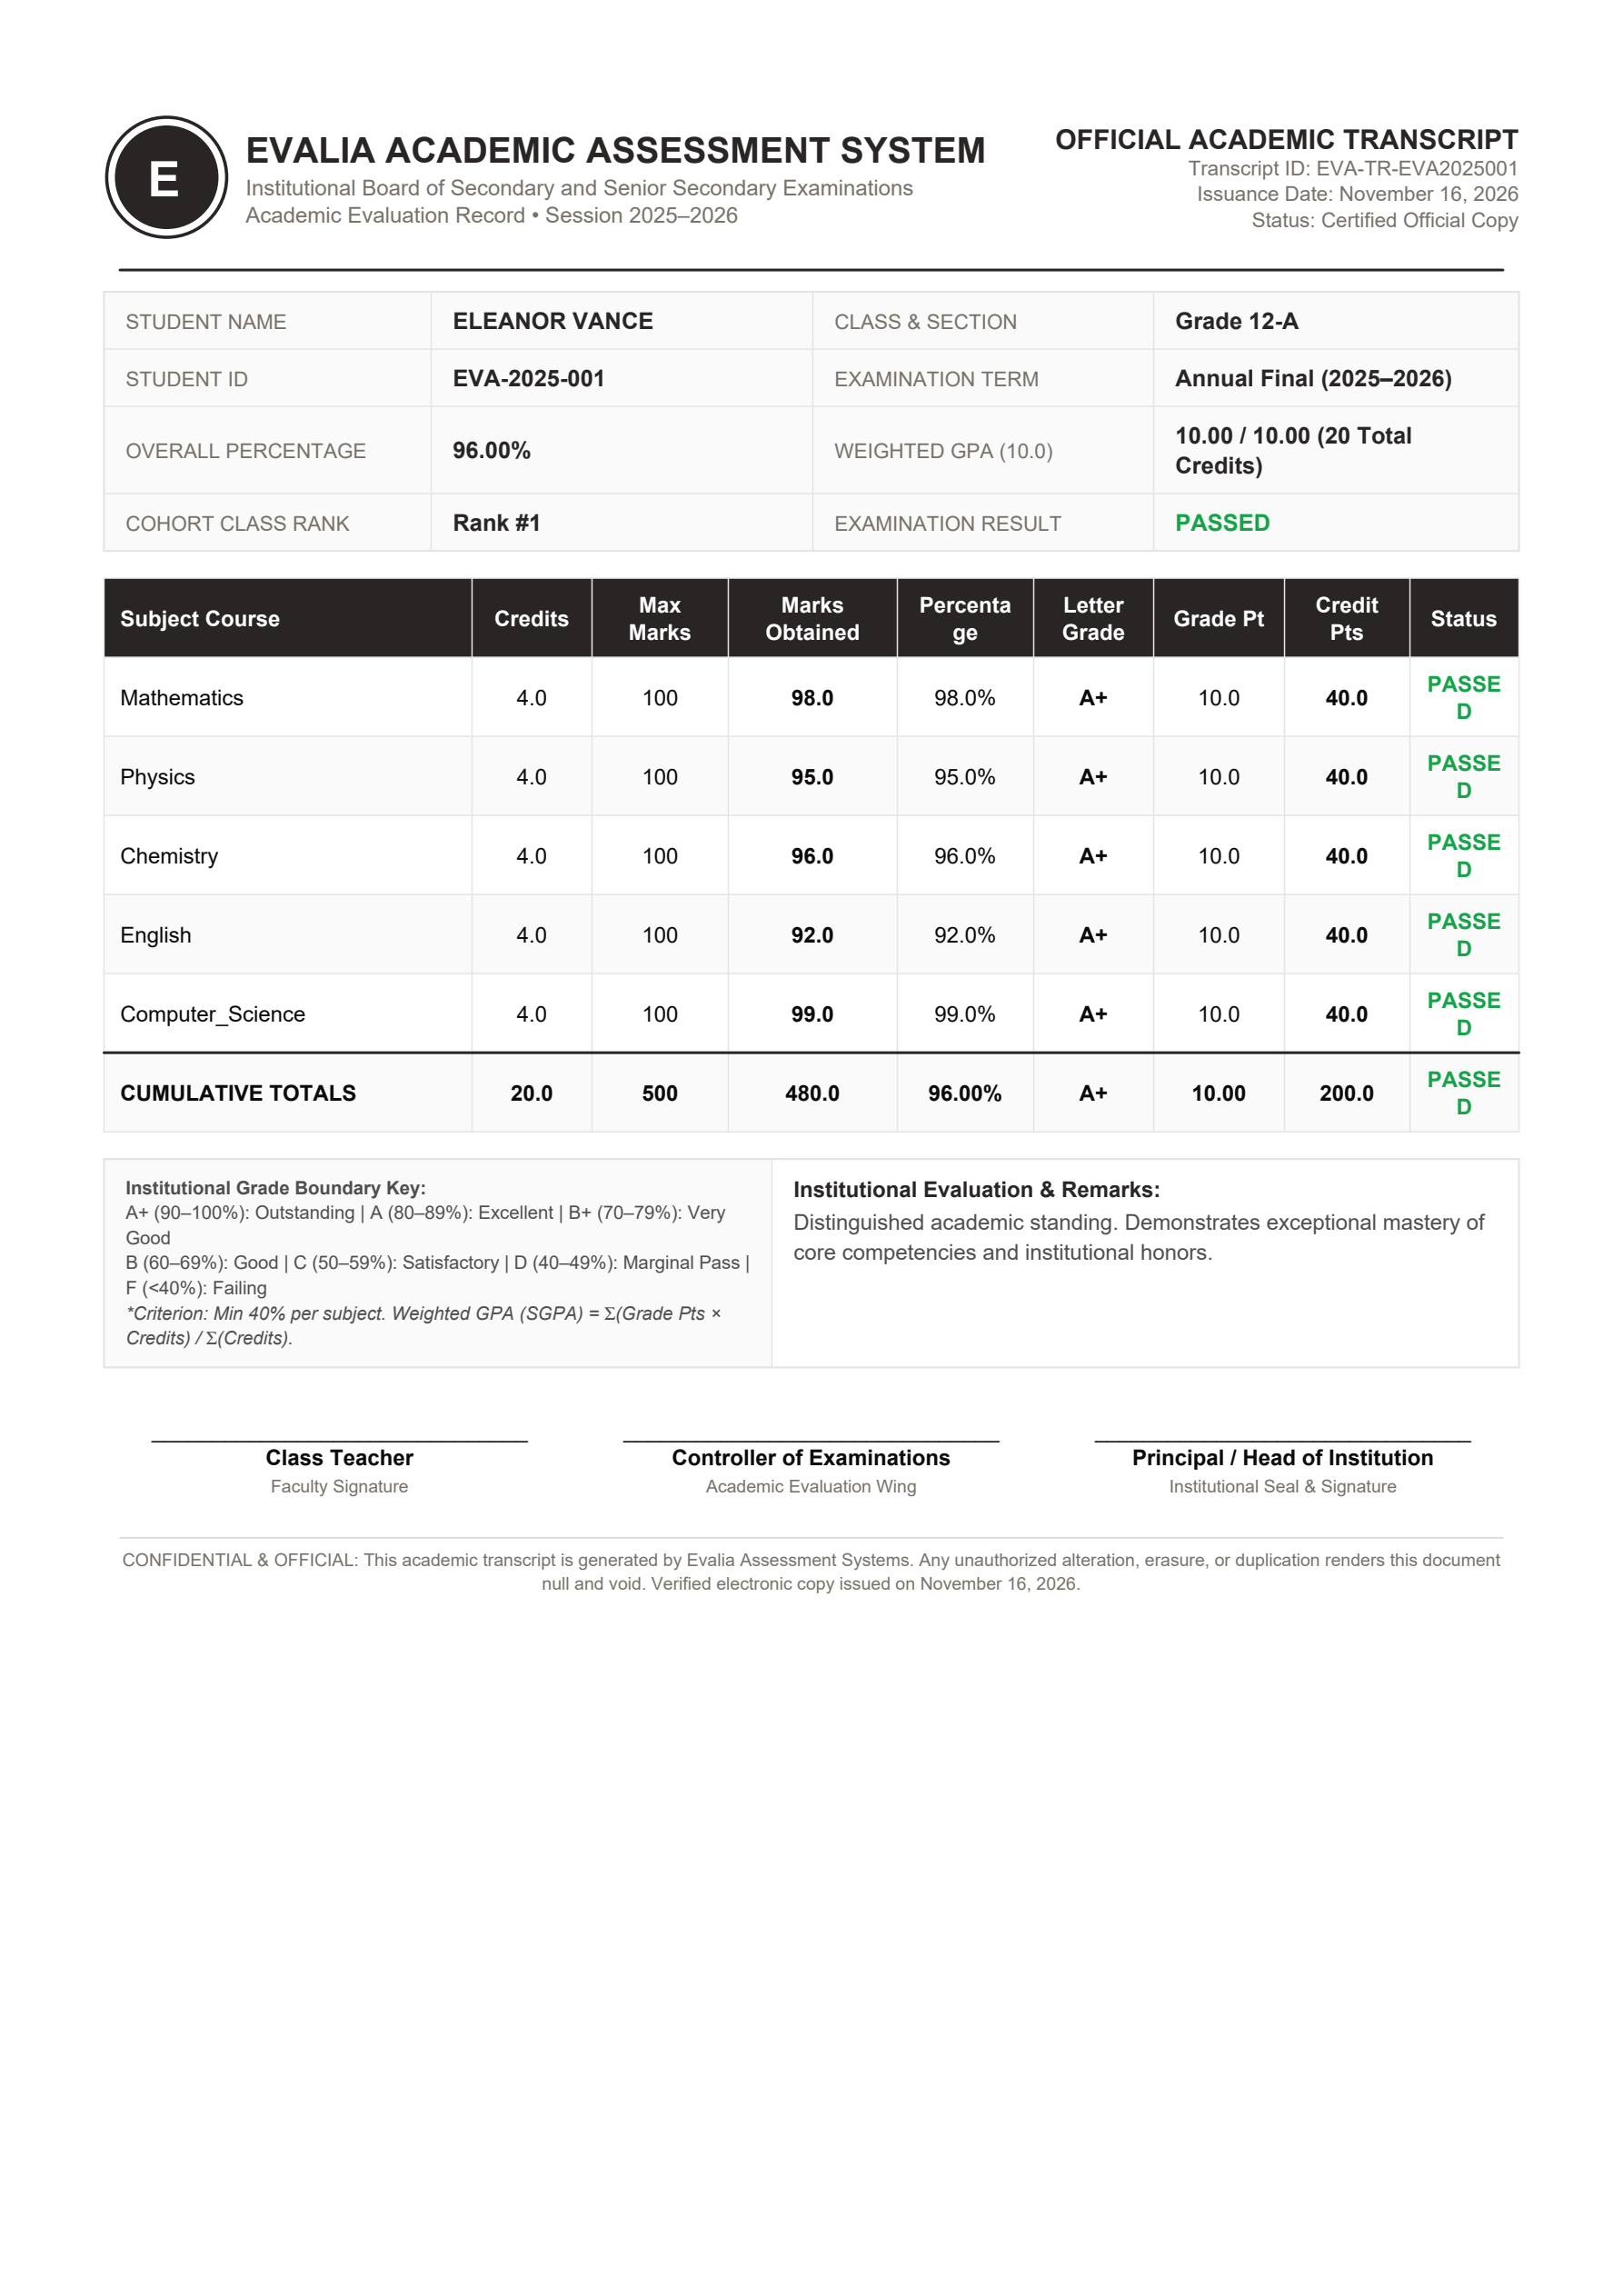 E
EVALIA ACADEMIC ASSESSMENT SYSTEM
Institutional Board of Secondary and Senior Secondary Examinations
Academic Evaluation Record • Session 2025–2026
OFFICIAL ACADEMIC TRANSCRIPT
Transcript ID: EVA-TR-EVA2025001
Issuance Date: November 16, 2026
Status: Certified Official Copy
STUDENT NAME ELEANOR VANCE CLASS & SECTION Grade 12-A
STUDENT ID EVA-2025-001 EXAMINATION TERM Annual Final (2025–2026)
OVERALL PERCENTAGE 96.00% WEIGHTED GPA (10.0) 10.00 / 10.00 (20 Total
Credits)
COHORT CLASS RANK Rank #1 EXAMINATION RESULT PASSED
Subject Course Credits Max Marks Marks Obtained Percenta
ge Letter Grade Grade Pt Credit Pts Status
Mathematics 4.0 100 98.0 98.0% A+ 10.0 40.0 PASSE
D
Physics 4.0 100 95.0 95.0% A+ 10.0 40.0 PASSE
D
Chemistry 4.0 100 96.0 96.0% A+ 10.0 40.0 PASSE
D
English 4.0 100 92.0 92.0% A+ 10.0 40.0 PASSE
D
Computer_Science 4.0 100 99.0 99.0% A+ 10.0 40.0 PASSE
D
CUMULATIVE TOTALS 20.0 500 480.0 96.00% A+ 10.00 200.0 PASSE
D
Institutional Grade Boundary Key:
A+ (90–100%): Outstanding | A (80–89%): Excellent | B+ (70–79%): Very
Good
B (60–69%): Good | C (50–59%): Satisfactory | D (40–49%): Marginal Pass |
F (<40%): Failing
*Criterion: Min 40% per subject. Weighted GPA (SGPA) = Σ(Grade Pts ×
Credits) / Σ(Credits).
Institutional Evaluation & Remarks:
Distinguished academic standing. Demonstrates exceptional mastery of
core competencies and institutional honors.
Class Teacher
Faculty Signature
Controller of Examinations
Academic Evaluation Wing
Principal / Head of Institution
Institutional Seal & Signature
CONFIDENTIAL & OFFICIAL: This academic transcript is generated by Evalia Assessment Systems. Any unauthorized alteration, erasure, or duplication renders this document
null and void. Verified electronic copy issued on November 16, 2026.